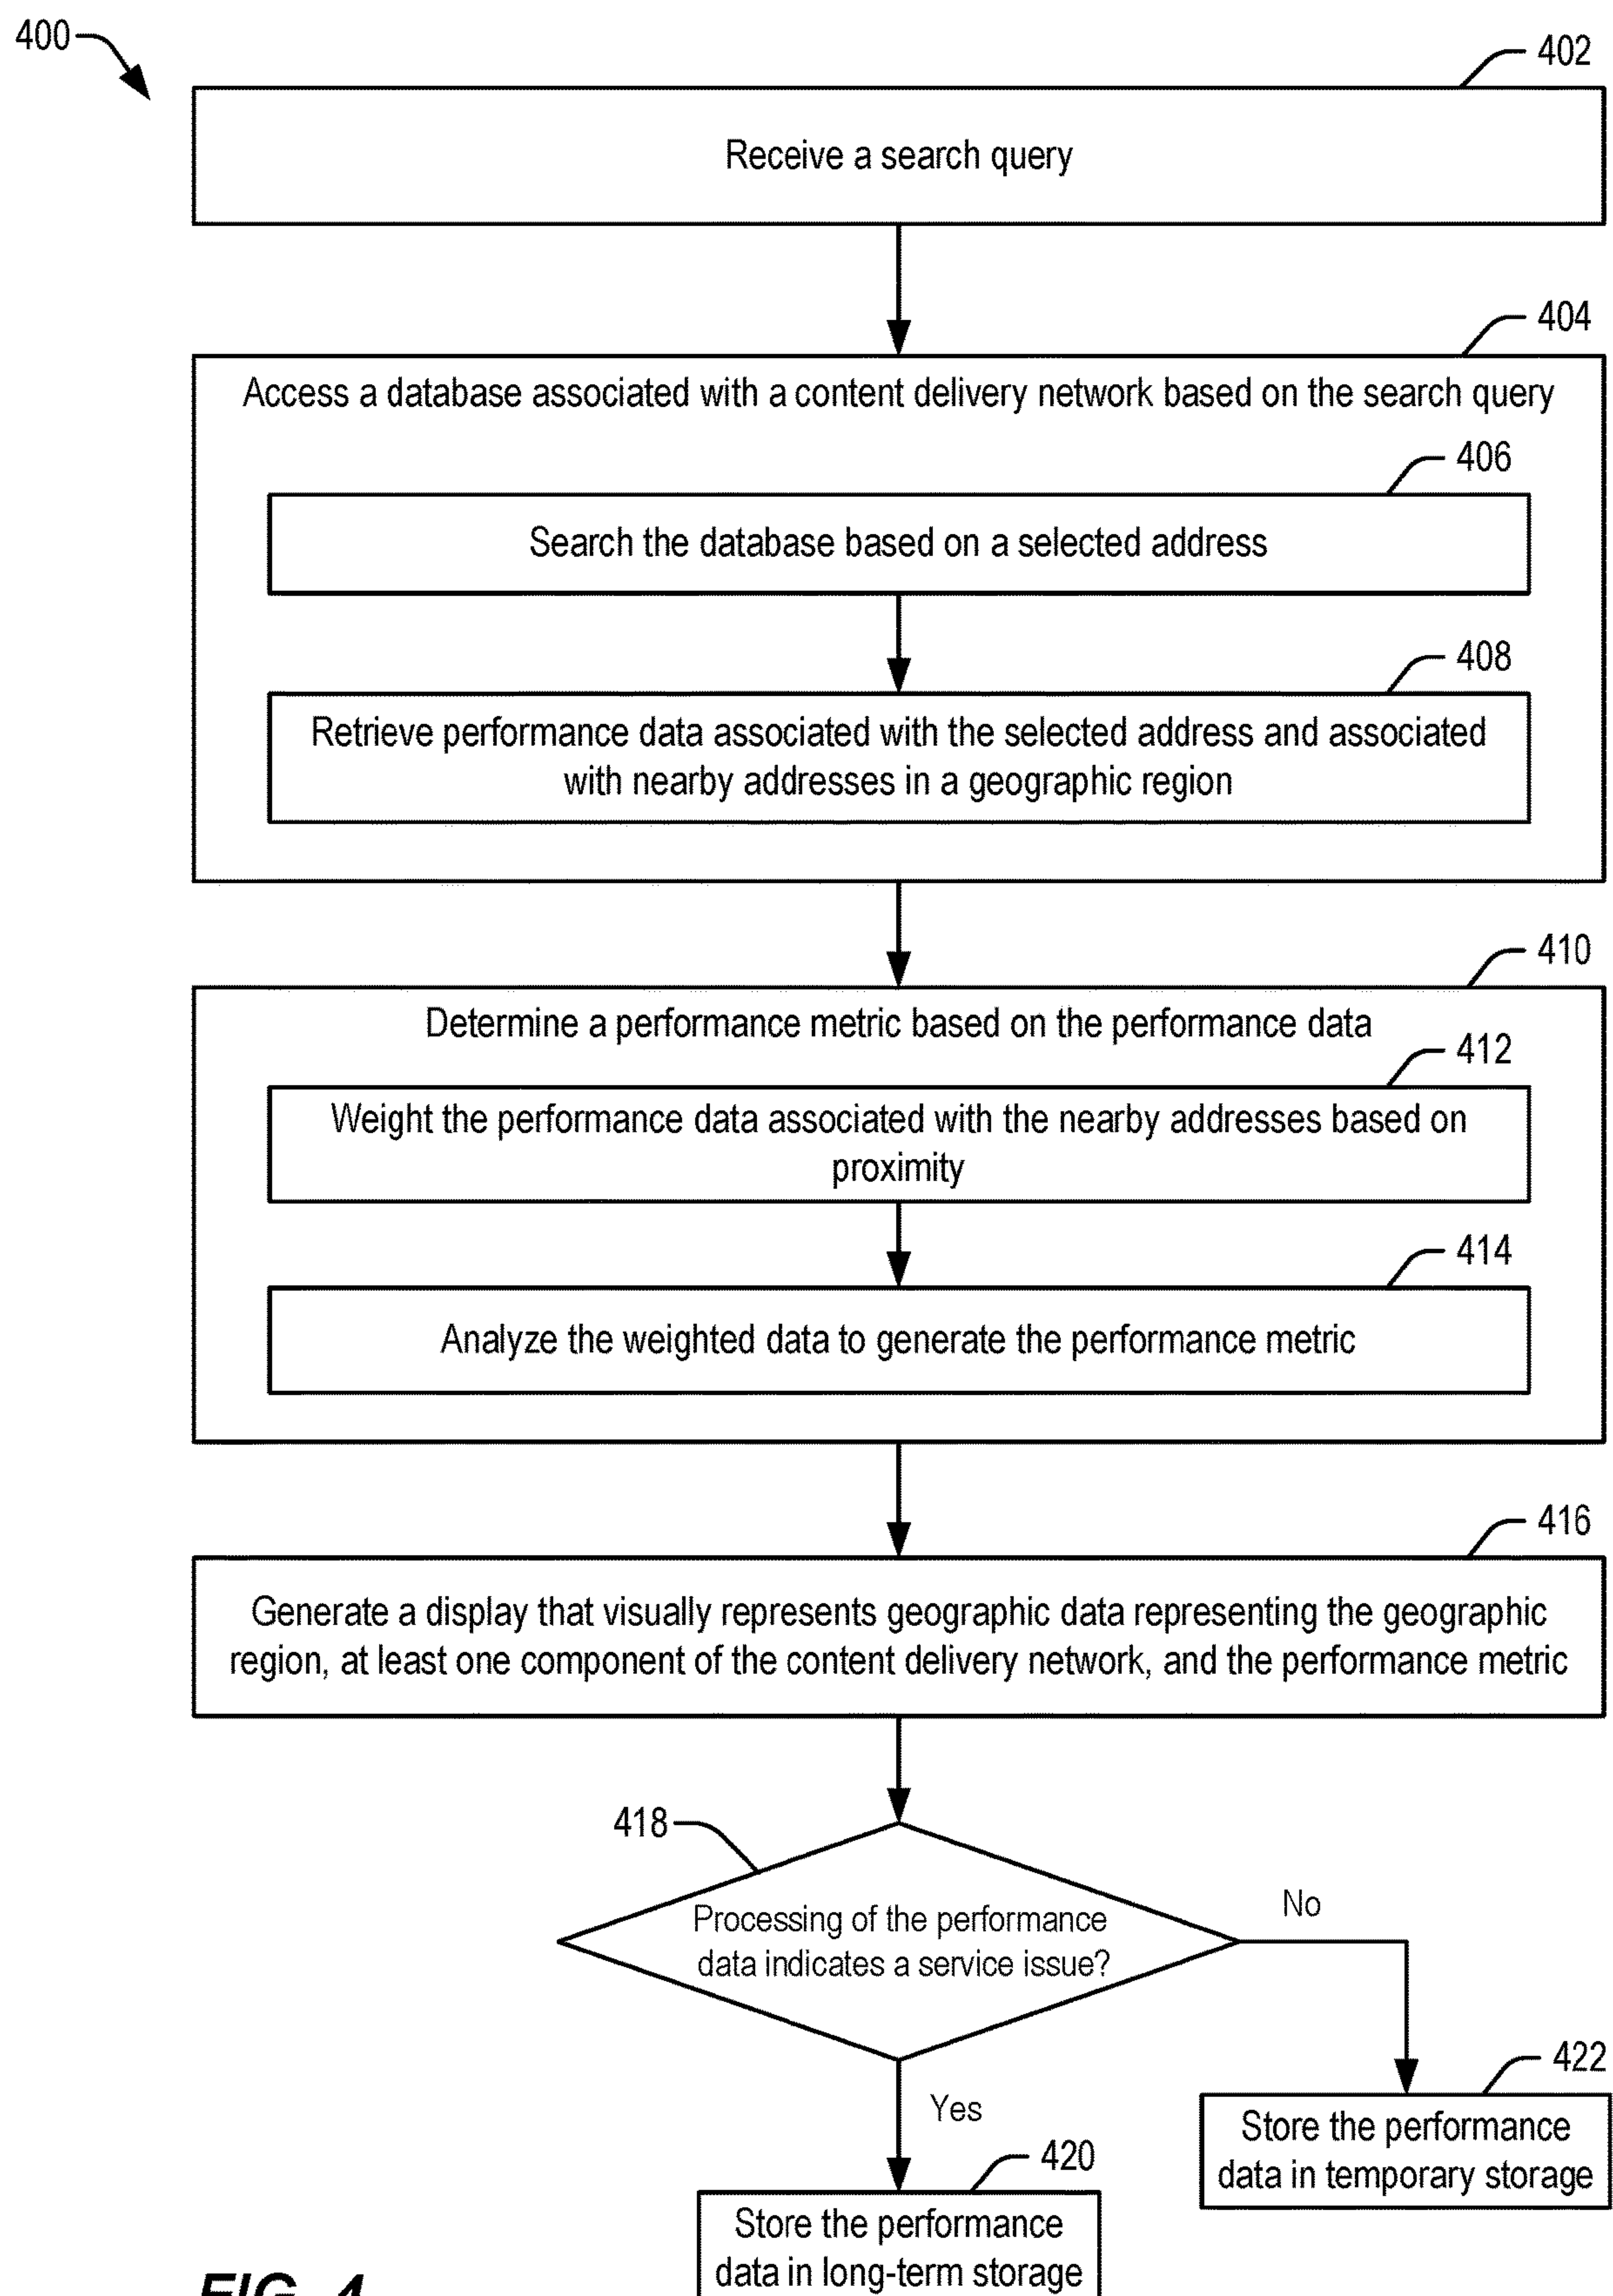 400
402
Receive a search query
404
Access a database associated with a content delivery network based on the search query
406
Search the database based on a selected address
408
Retrieve performance data associated with the selected address and associated
with nearby addresses in a geographic region
410
Determine a performance metric based on the performance data
412
Weight the performance data associated with the nearby addresses based on
proximity
414
Analyze the weighted data to generate the performance metric
416
Generate a display that visually represents geographic data representing the geographic
region, at least one component of the content delivery network, and the performance metric
418
Processing of the performance
data indicates a service issue?
No
422
Store the performance
data in temporary storage
Yes
420
Store the performance
data in long-term storage
FIG. 4